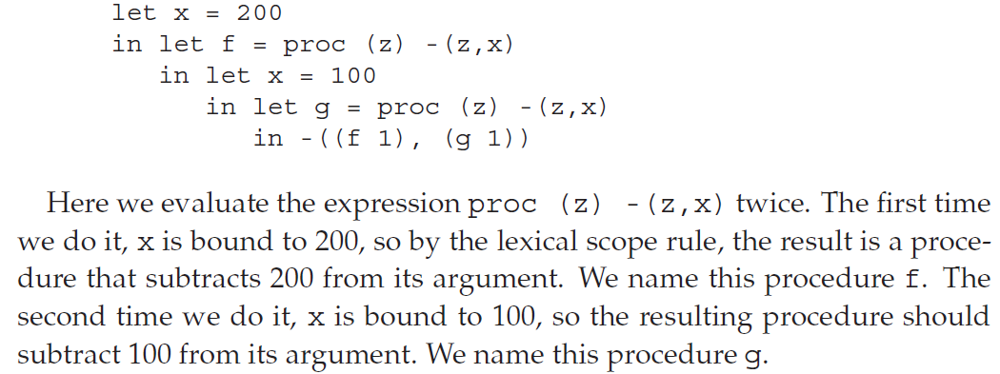 let x = 200
in let f = proc (z) -(z,x)
in let x = 100
in let g = proc (z) -(z,x)
in -((f 1), (g 1))
Here we evaluate the expression proc (z) -(z,x) twice. The first time
we do it, x is bound to 200, so by the lexical scope rule, the result is a proce-
dure that subtracts 200 from its argument. We name this procedure f. The
second time we do it, x is bound to 100, so the resulting procedure should
subtract 100 from its argument. We name this procedure g.